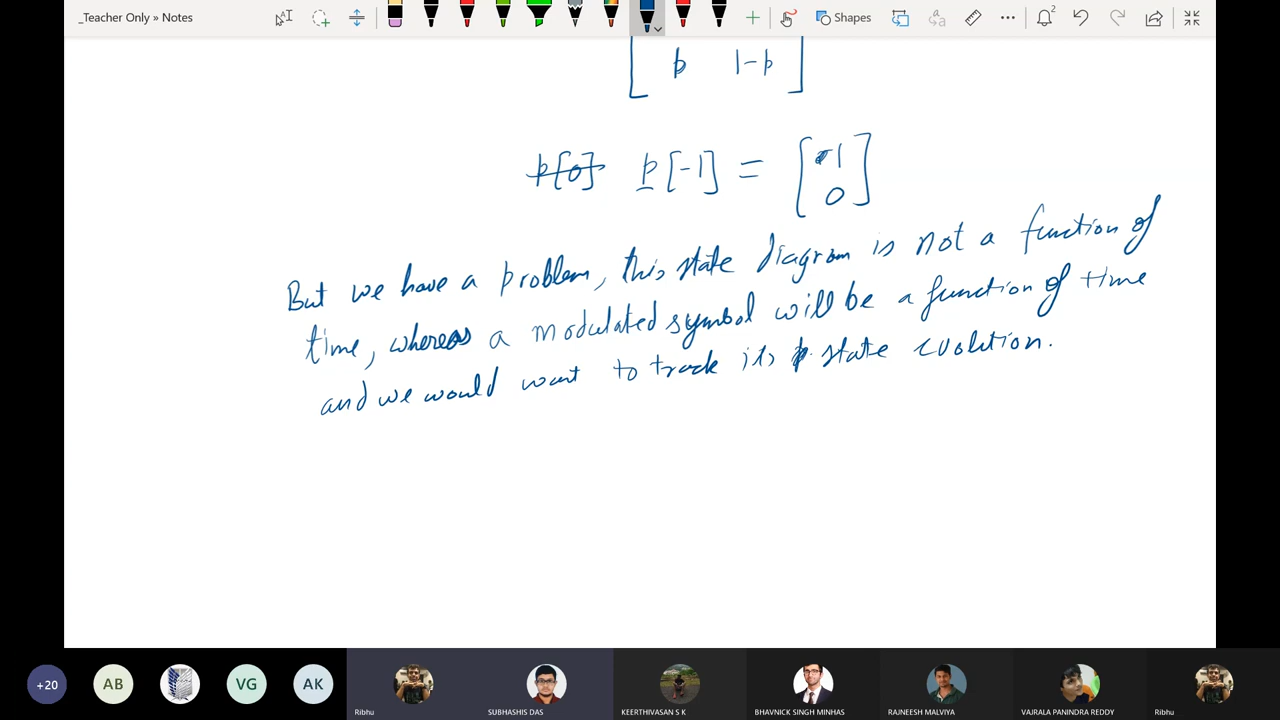 _Teacher Only » Notes
Shapes
2
p 1-p
p[0] p[-1] = [1
0]
But we have a problem, this state diagram is not a function of
time, whereas a modulated symbol will be a function of time
and we would want to track its state evolution.
+20 AB VG AK
Ribhu SUBHASHIS DAS KEERTHIVASAN S K BHAVNICK SINGH MINHAS RAJNEESH MALVIYA VAJRALA PANINDRA REDDY Ribhu